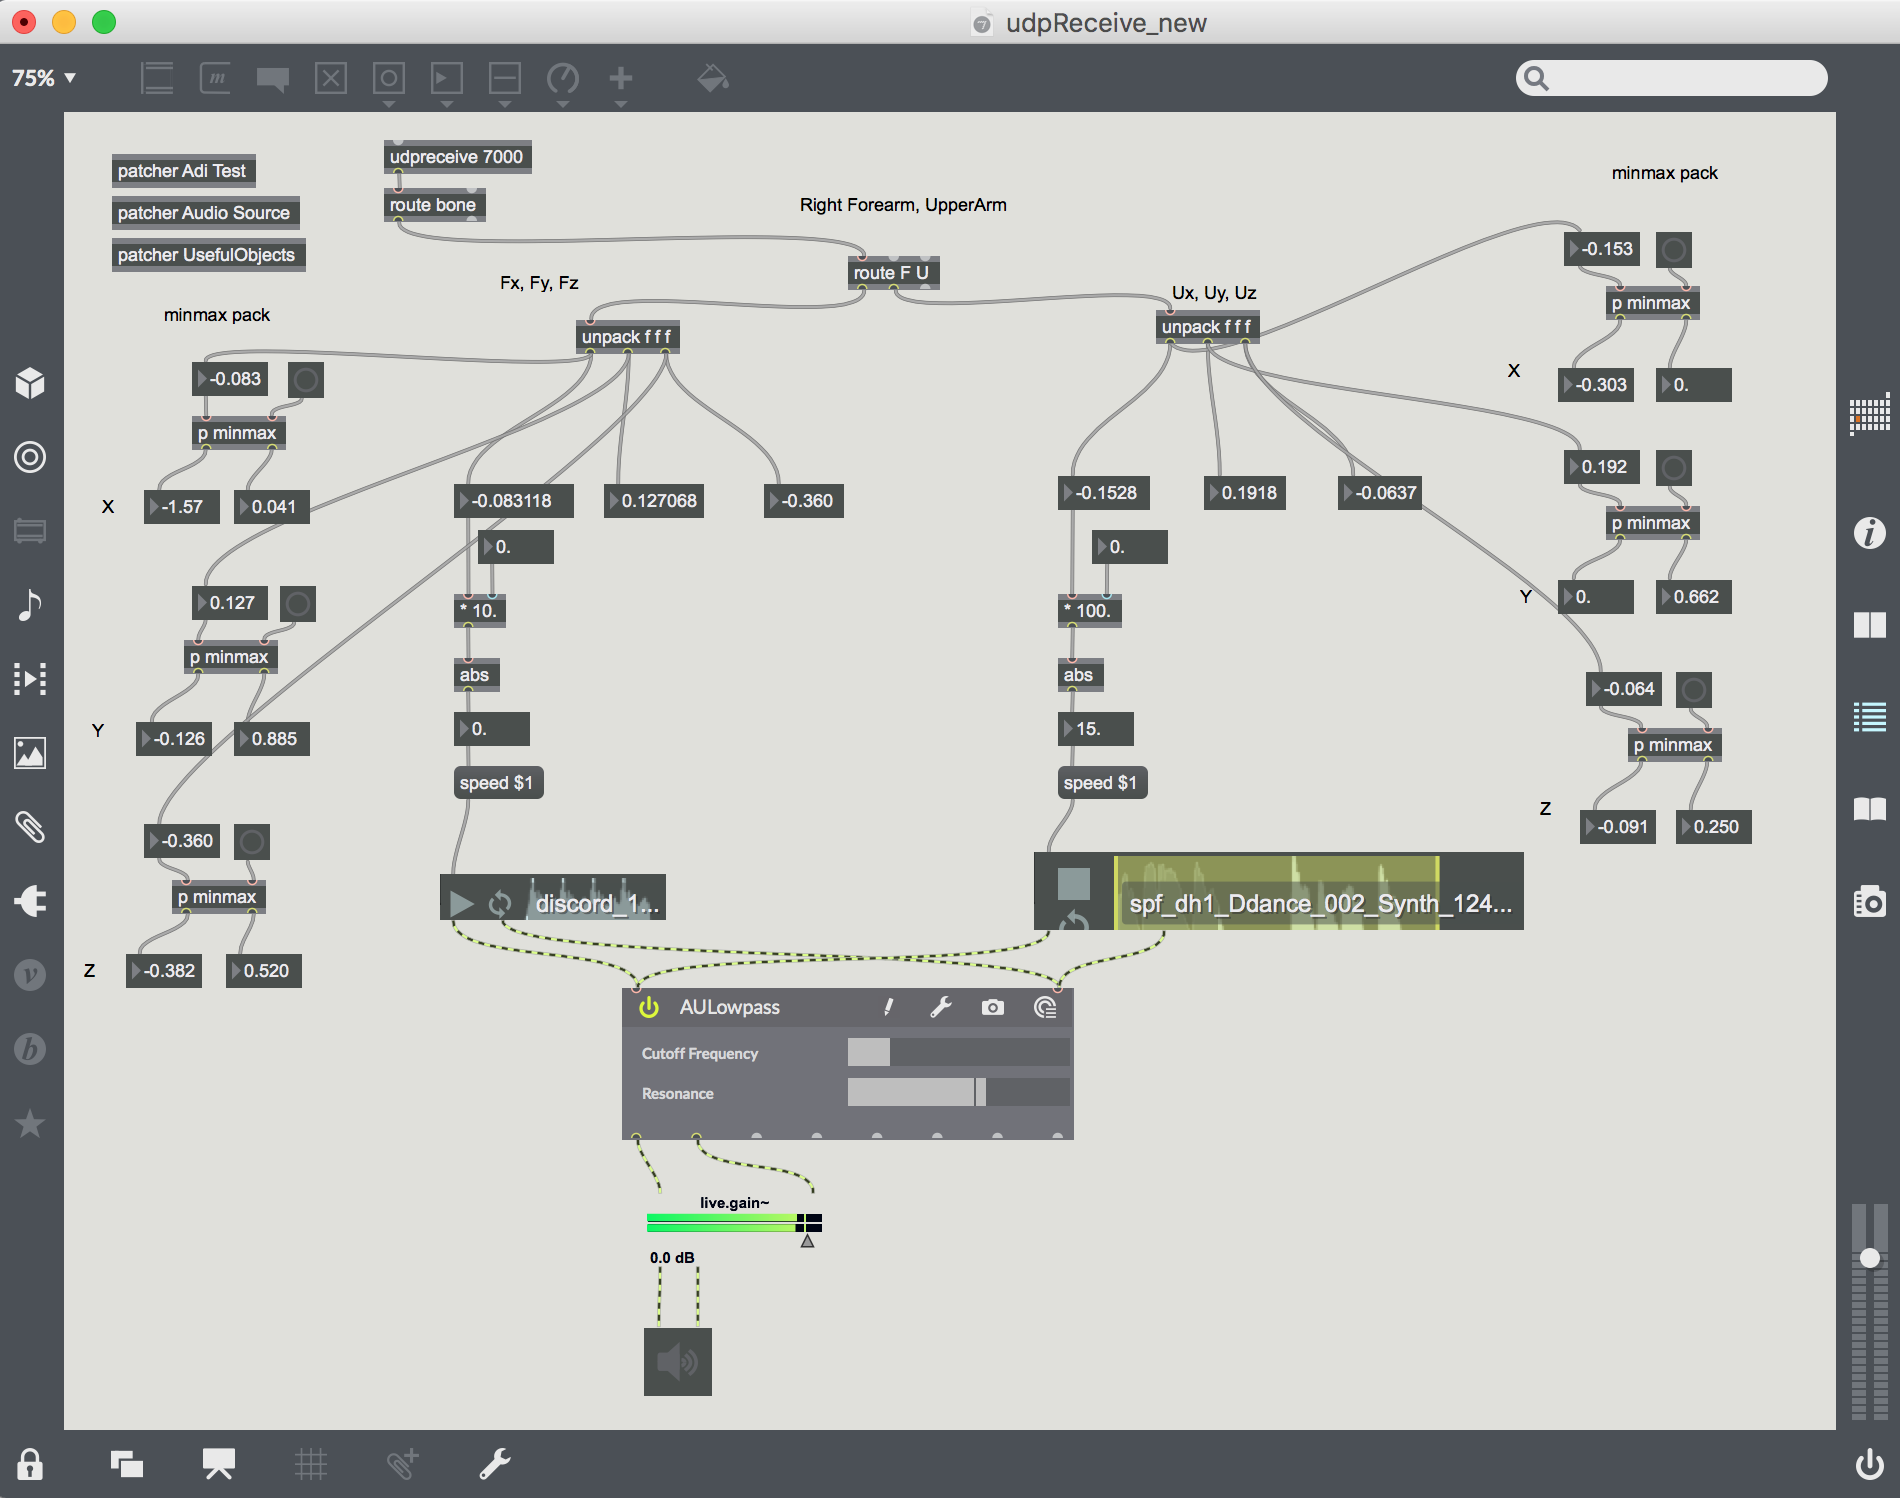 udpReceive_new
75%
patcher Adi Test
patcher Audio Source
patcher UsefulObjects
udpreceive 7000
route bone
Right Forearm, UpperArm
route F U
Fx, Fy, Fz
unpack f f f
Ux, Uy, Uz
unpack f f f
minmax pack
-0.083
p minmax
X
-1.57
0.041
0.127
p minmax
Y
-0.126
0.885
-0.360
p minmax
Z
-0.382
0.520
-0.083118
0.127068
-0.360
0.
* 10.
abs
0.
speed $1
discord_1...
-0.1528
0.1918
-0.0637
0.
* 100.
abs
15.
speed $1
spf_dh1_Ddance_002_Synth_124...
minmax pack
-0.153
p minmax
X
-0.303
0.
0.192
p minmax
Y
0.
0.662
-0.064
p minmax
Z
-0.091
0.250
AULowpass
Cutoff Frequency
Resonance
live.gain~
0.0 dB